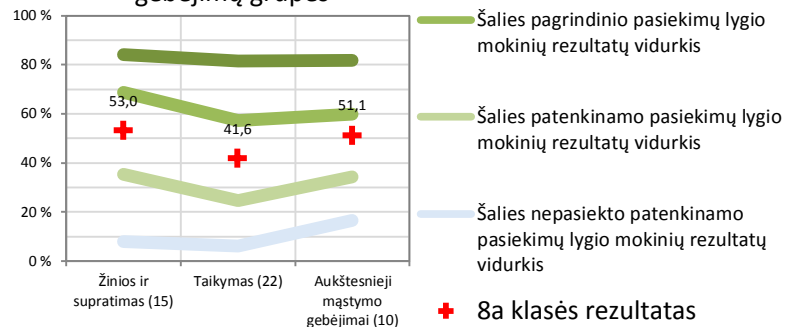 gebėjimų grupes
100 %
80 %
60 %
40 %
20 %
0 %
53,0
41,6
51,1
Žinios ir
supratimas (15)
Taikymas (22)
Aukštesnieji
mąstymo
gebėjimai (10)
Šalies pagrindinio pasiekimų lygio
mokinių rezultatų vidurkis
Šalies patenkinamo pasiekimų lygio
mokinių rezultatų vidurkis
Šalies nepasiekto patenkinamo
pasiekimų lygio mokinių rezultatų
vidurkis
8a klasės rezultatas